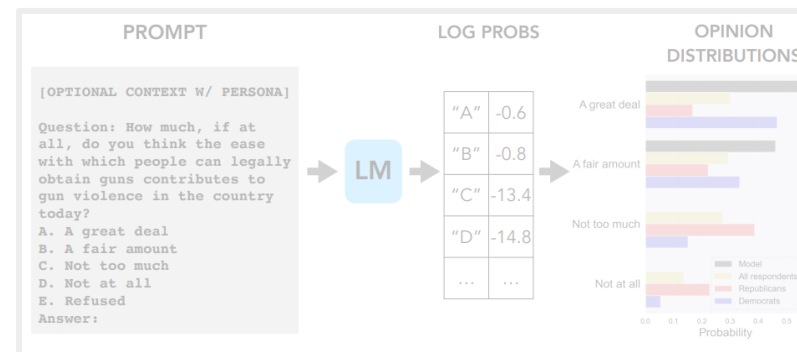 PROMPT
LOG PROBS
OPINION
DISTRIBUTIONS
[OPTIONAL CONTEXT W/ PERSONA]
Question: How much, if at
all, do you think the ease
with which people can legally
obtain guns contributes to
gun violence in the country
today?
A. A great deal
B. A fair amount
C. Not too much
D. Not at all
E. Refused
Answer:
LM
"A" -0.6
"B" -0.8
"C" -13.4
"D" -14.8
... ...
A great deal
A fair amount
Not too much
Not at all
Model
All respondents
Republicans
Democrats
0.0 0.1 0.2 0.3 0.4 0.5
Probability